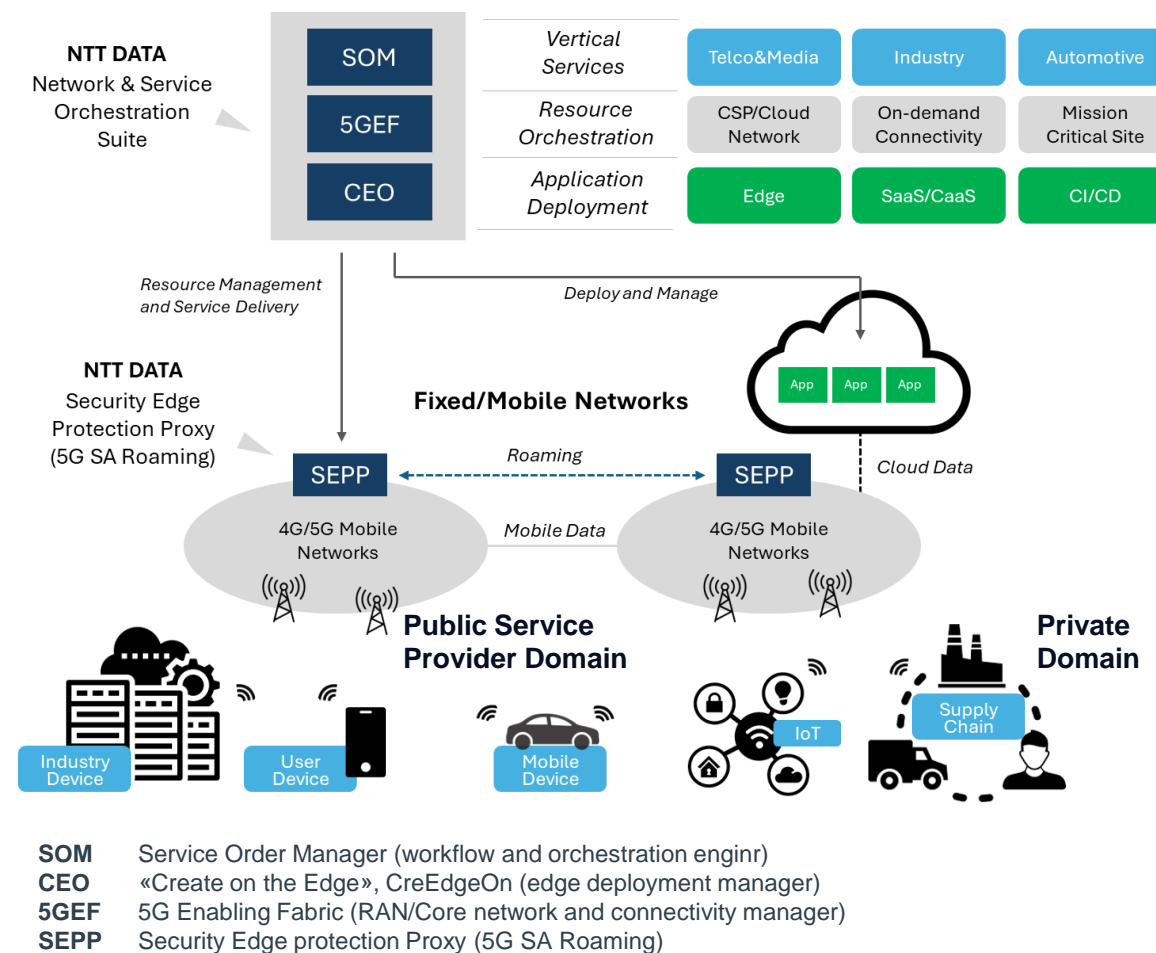 NTT DATA
Network & Service
Orchestration
Suite
SOM
5GEF
CEO
Vertical
Services
Telco&Media
Industry
Automotive
Resource
Orchestration
CSP/Cloud
Network
On-demand
Connectivity
Mission
Critical Site
Application
Deployment
Edge
SaaS/CaaS
CI/CD
Resource Management
and Service Delivery
Deploy and Manage
App
App
App
NTT DATA
Security Edge
Protection Proxy
(5G SA Roaming)
Fixed/Mobile Networks
SEPP
Roaming
SEPP
Cloud Data
4G/5G Mobile
Networks
Mobile Data
4G/5G Mobile
Networks
Public Service
Provider Domain
Private
Domain
Industry
Device
User
Device
Mobile
Device
IoT
Supply
Chain
SOM Service Order Manager (workflow and orchestration enginr)
CEO «Create on the Edge», CreEdgeOn (edge deployment manager)
5GEF 5G Enabling Fabric (RAN/Core network and connectivity manager)
SEPP Security Edge protection Proxy (5G SA Roaming)